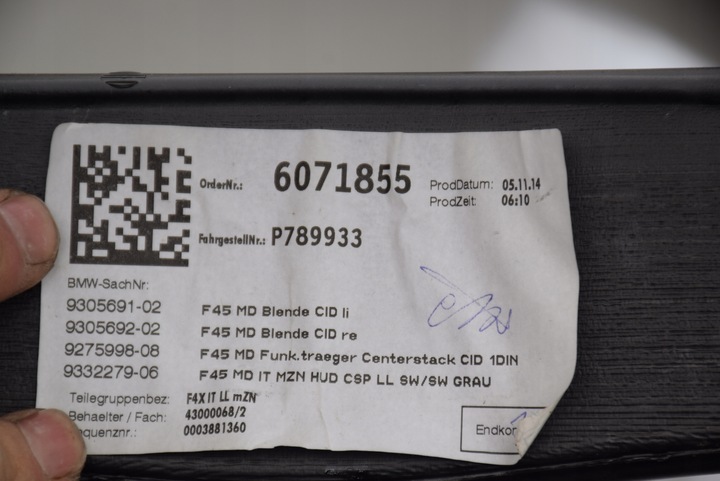 OrderNr.: 6071855 ProdDatum: 05.11.14
ProdZeit: 06:10
FahrgestellNr.: P789933
BMW-SachNr:
9305691-02 F45 MD Blende CID li
9305692-02 F45 MD Blende CID re
9275998-08 F45 MD Funk.traeger Centerstack CID 1DIN
9332279-06 F45 MD IT MZN HUD CSP LL SW/SW GRAU
Teilegruppenbez: F4X IT LL mZN
Behaelter / Fach: 43000068/2
equenznr.: 0003881360
Endkon